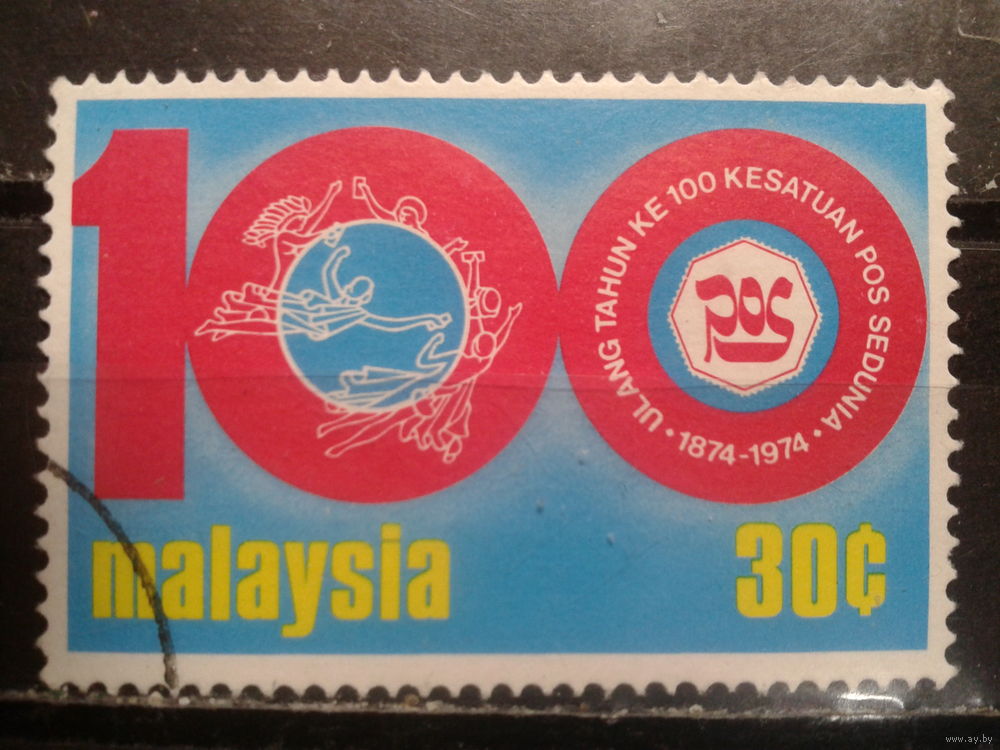 100
ULANG TAHUN KE 100 KESATUAN POS SEDUNIA
• 1874-1974 •
pos
malaysia
30¢
www.ay.by